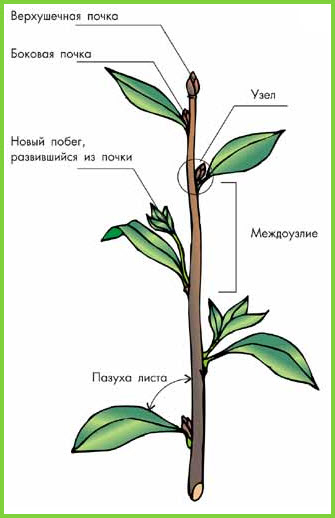 Верхушечная почка
Боковая почка
Узел
Новый побег,
развившийся из почки
Междоузлие
Пазуха листа